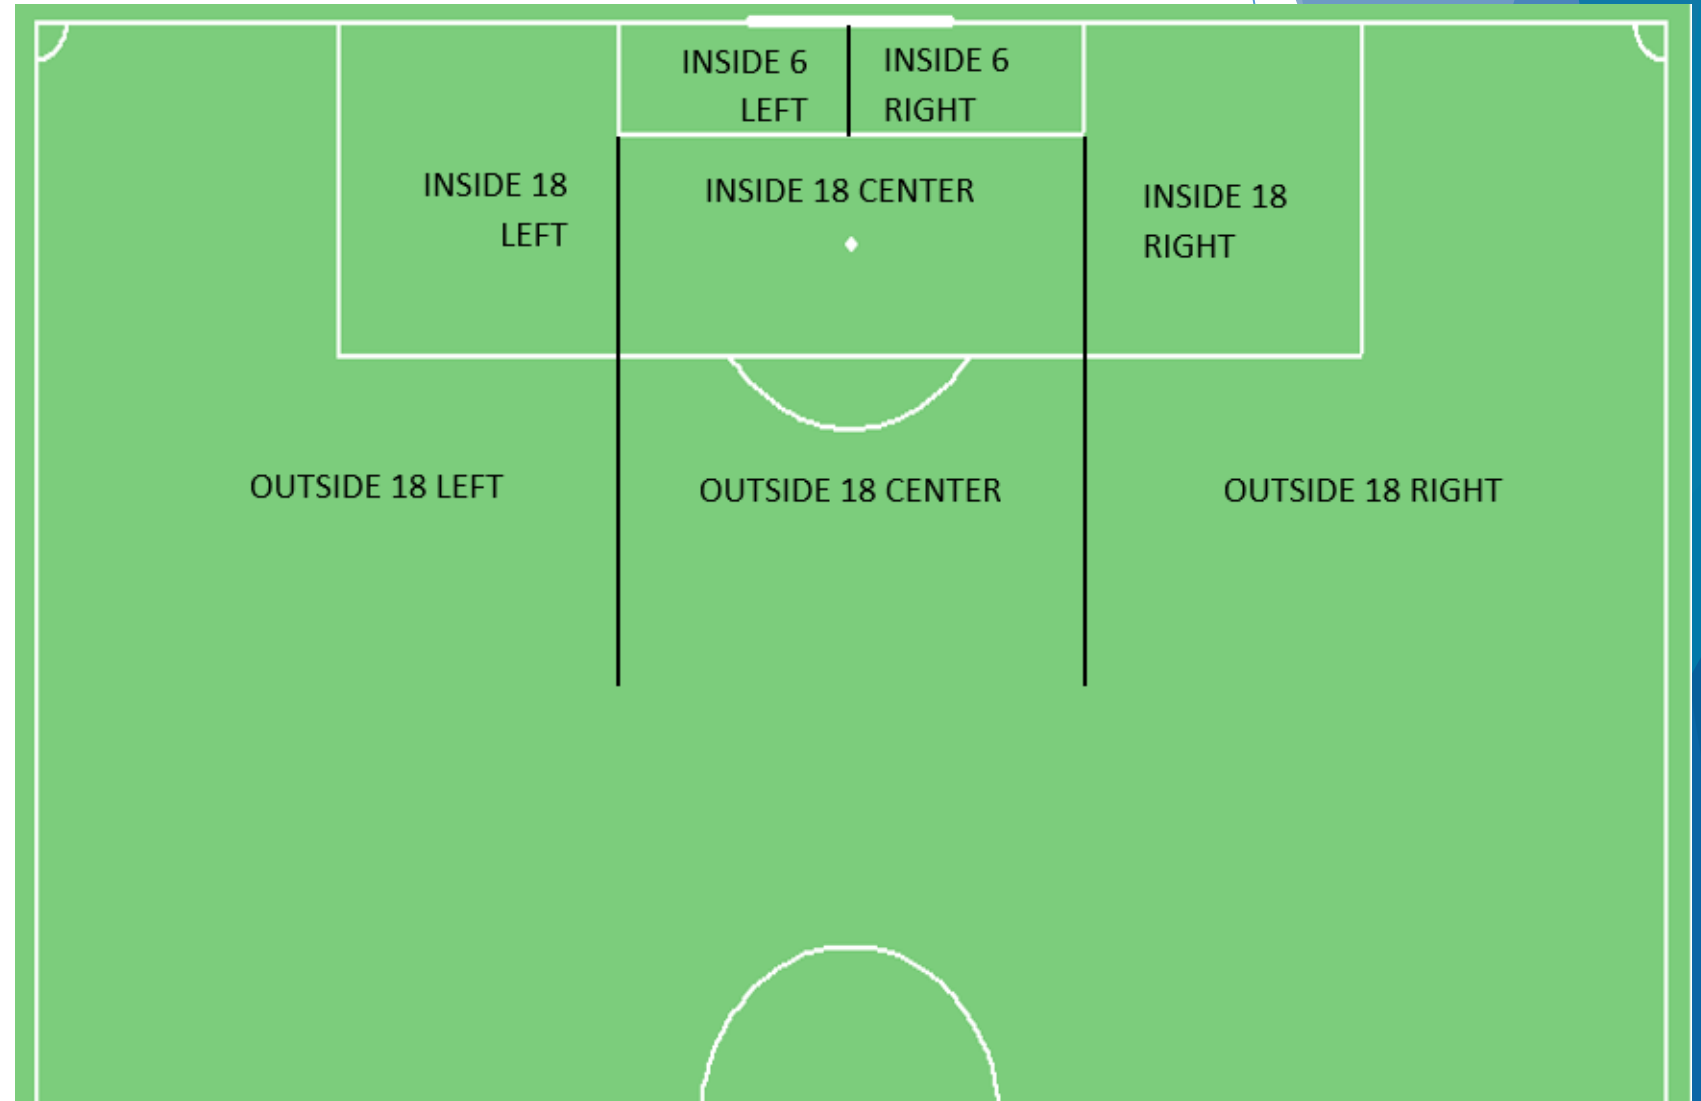 INSIDE 6
LEFT
INSIDE 6
RIGHT
INSIDE 18
LEFT
INSIDE 18 CENTER
INSIDE 18
RIGHT
OUTSIDE 18 LEFT
OUTSIDE 18 CENTER
OUTSIDE 18 RIGHT